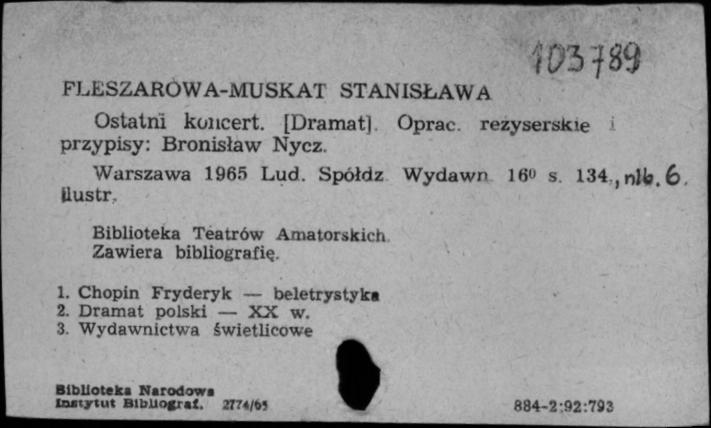 103789
FLESZAROWA-MUSKAT STANISŁAWA
Ostatni koncert. [Dramat]. Oprac. reżyserskie i
przypisy: Bronisław Nycz.
Warszawa 1965 Lud. Spółdz. Wydawn. 16⁰ s. 134, nlb. 6.
ilustr.
Biblioteka Teatrów Amatorskich.
Zawiera bibliografię.
1. Chopin Fryderyk — beletrystyka
2. Dramat polski — XX w.
3. Wydawnictwa świetlicowe
Biblioteka Narodowa
Instytut Bibliograf. 2774/65
884-2:92:793